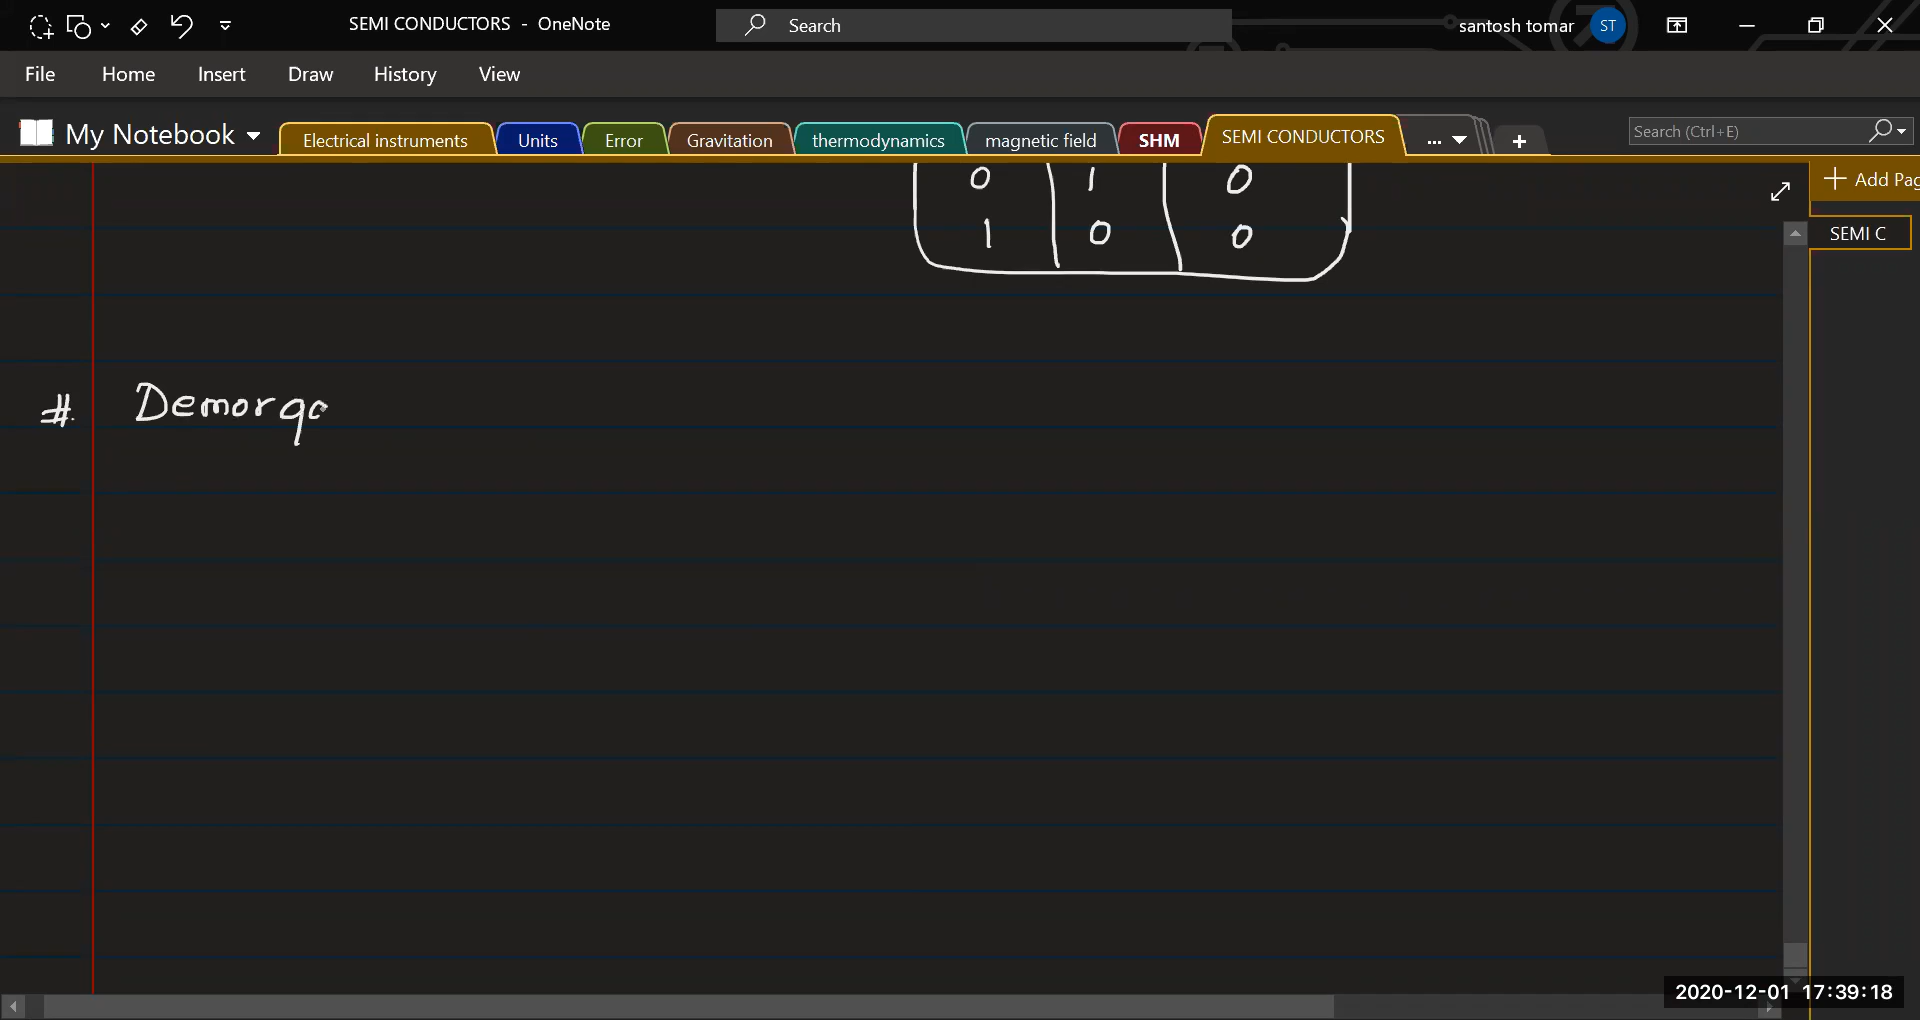 SEMI CONDUCTORS - OneNote
Search
santosh tomar ST
File Home Insert Draw History View
My Notebook Electrical instruments Units Error Gravitation thermodynamics magnetic field SHM SEMI CONDUCTORS ... + Search (Ctrl+E)
+ Add Pag
0 1 0
SEMI C
1 0 0
# Demorga
2020-12-01 17:39:18